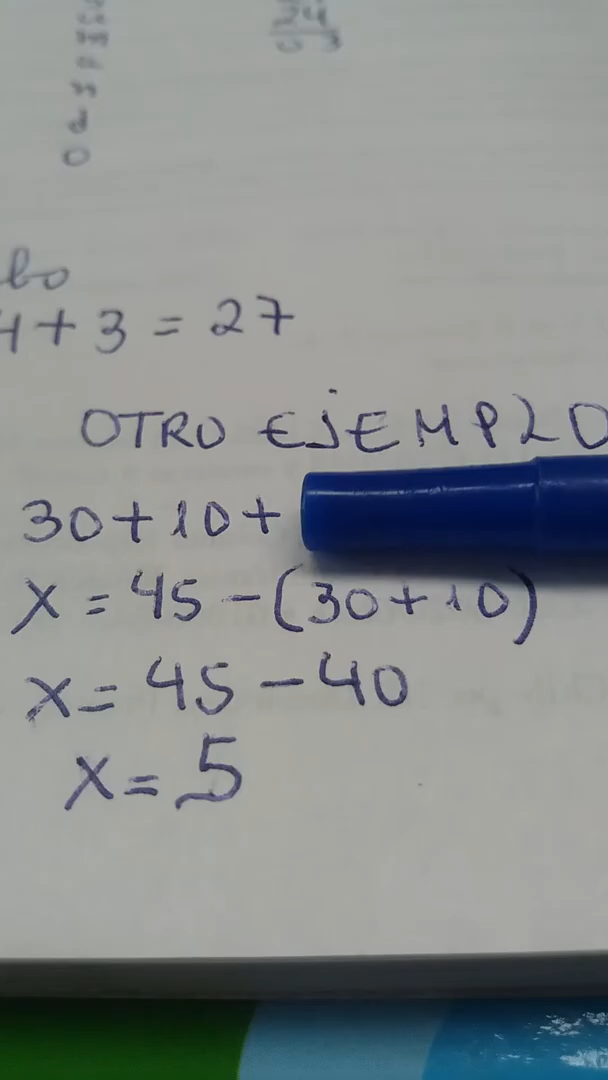 4+3=27
OTRO EJEMPLO
30+10+
X=45-(30+10)
X=45-40
X=5